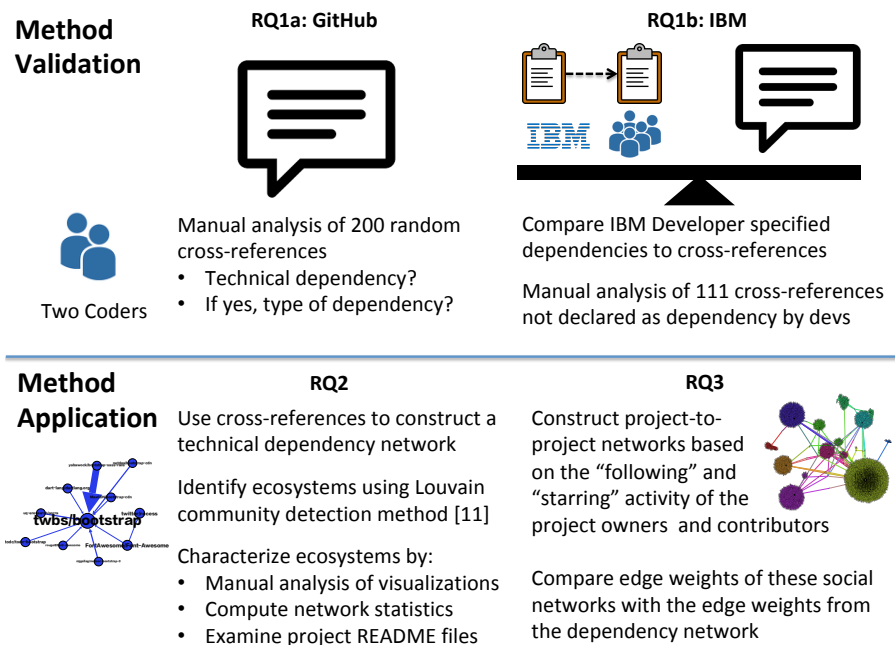 Method
Validation
RQ1a: GitHub
RQ1b: IBM
IBM
Two Coders
Manual analysis of 200 random
cross-references
• Technical dependency?
• If yes, type of dependency?
Compare IBM Developer specified
dependencies to cross-references
Manual analysis of 111 cross-references
not declared as dependency by devs
Method
Application
RQ2
Use cross-references to construct a
technical dependency network
Identify ecosystems using Louvain
community detection method [11]
Characterize ecosystems by:
• Manual analysis of visualizations
• Compute network statistics
• Examine project README files
twbs/bootstrap
RQ3
Construct project-to-
project networks based
on the “following” and
“starring” activity of the
project owners and contributors
Compare edge weights of these social
networks with the edge weights from
the dependency network